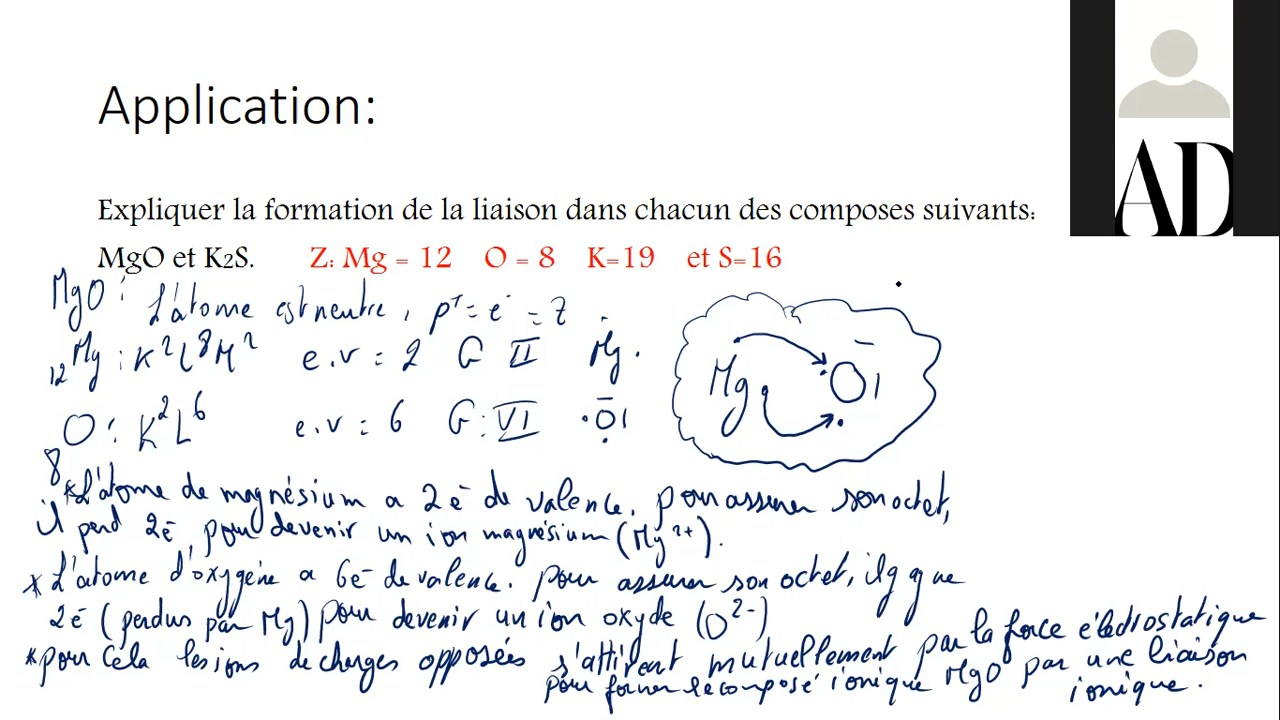 Application:
AD
Expliquer la formation de la liaison dans chacun des composes suivants:
MgO et K2S. Z: Mg = 12 O = 8 K=19 et S=16
MgO : L'atome est neutre, p⁺ = e⁻ = Z
₁₂Mg : K² L⁸ M² e.v = 2 G II Mg
₈O : K² L⁶ e.v = 6 G : VI O
Mg O
*L'atome de magnésium a 2e⁻ de valence. pour assurer son octet,
il perd 2e⁻, pour devenir un ion magnésium (Mg²⁺).
*L'atome d'oxygène a 6e⁻ de valence. Pour assurer son octet, il gagne
2e⁻ (perdus par Mg) pour devenir un ion oxyde (O²⁻)
*pour cela les ions de charges opposées s'attirent mutuellement par la force électrostatique
pour former le composé ionique MgO par une liaison
ionique.